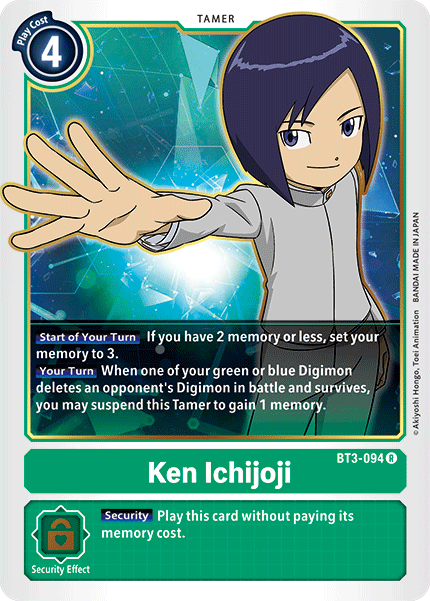 TAMER
Play Cost
4
Start of Your Turn If you have 2 memory or less, set your
memory to 3.
Your Turn When one of your green or blue Digimon
deletes an opponent's Digimon in battle and survives,
you may suspend this Tamer to gain 1 memory.
©Akiyoshi Hongo, Toei Animation BANDAI MADE IN JAPAN
BT3-094 R
Ken Ichijoji
Security Play this card without paying its
memory cost.
Security Effect